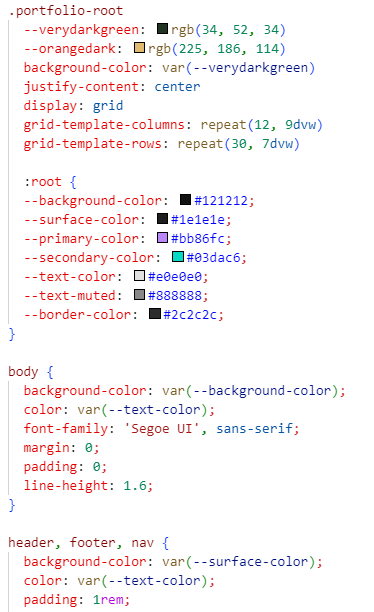 .portfolio-root
  --verydarkgreen: rgb(34, 52, 34)
  --orangedark: rgb(225, 186, 114)
  background-color: var(--verydarkgreen)
  justify-content: center
  display: grid
  grid-template-columns: repeat(12, 9dvw)
  grid-template-rows: repeat(30, 7dvw)

  :root {
  --background-color: #121212;
  --surface-color: #1e1e1e;
  --primary-color: #bb86fc;
  --secondary-color: #03dac6;
  --text-color: #e0e0e0;
  --text-muted: #888888;
  --border-color: #2c2c2c;
}

body {
  background-color: var(--background-color);
  color: var(--text-color);
  font-family: 'Segoe UI', sans-serif;
  margin: 0;
  padding: 0;
  line-height: 1.6;
}

header, footer, nav {
  background-color: var(--surface-color);
  color: var(--text-color);
  padding: 1rem;